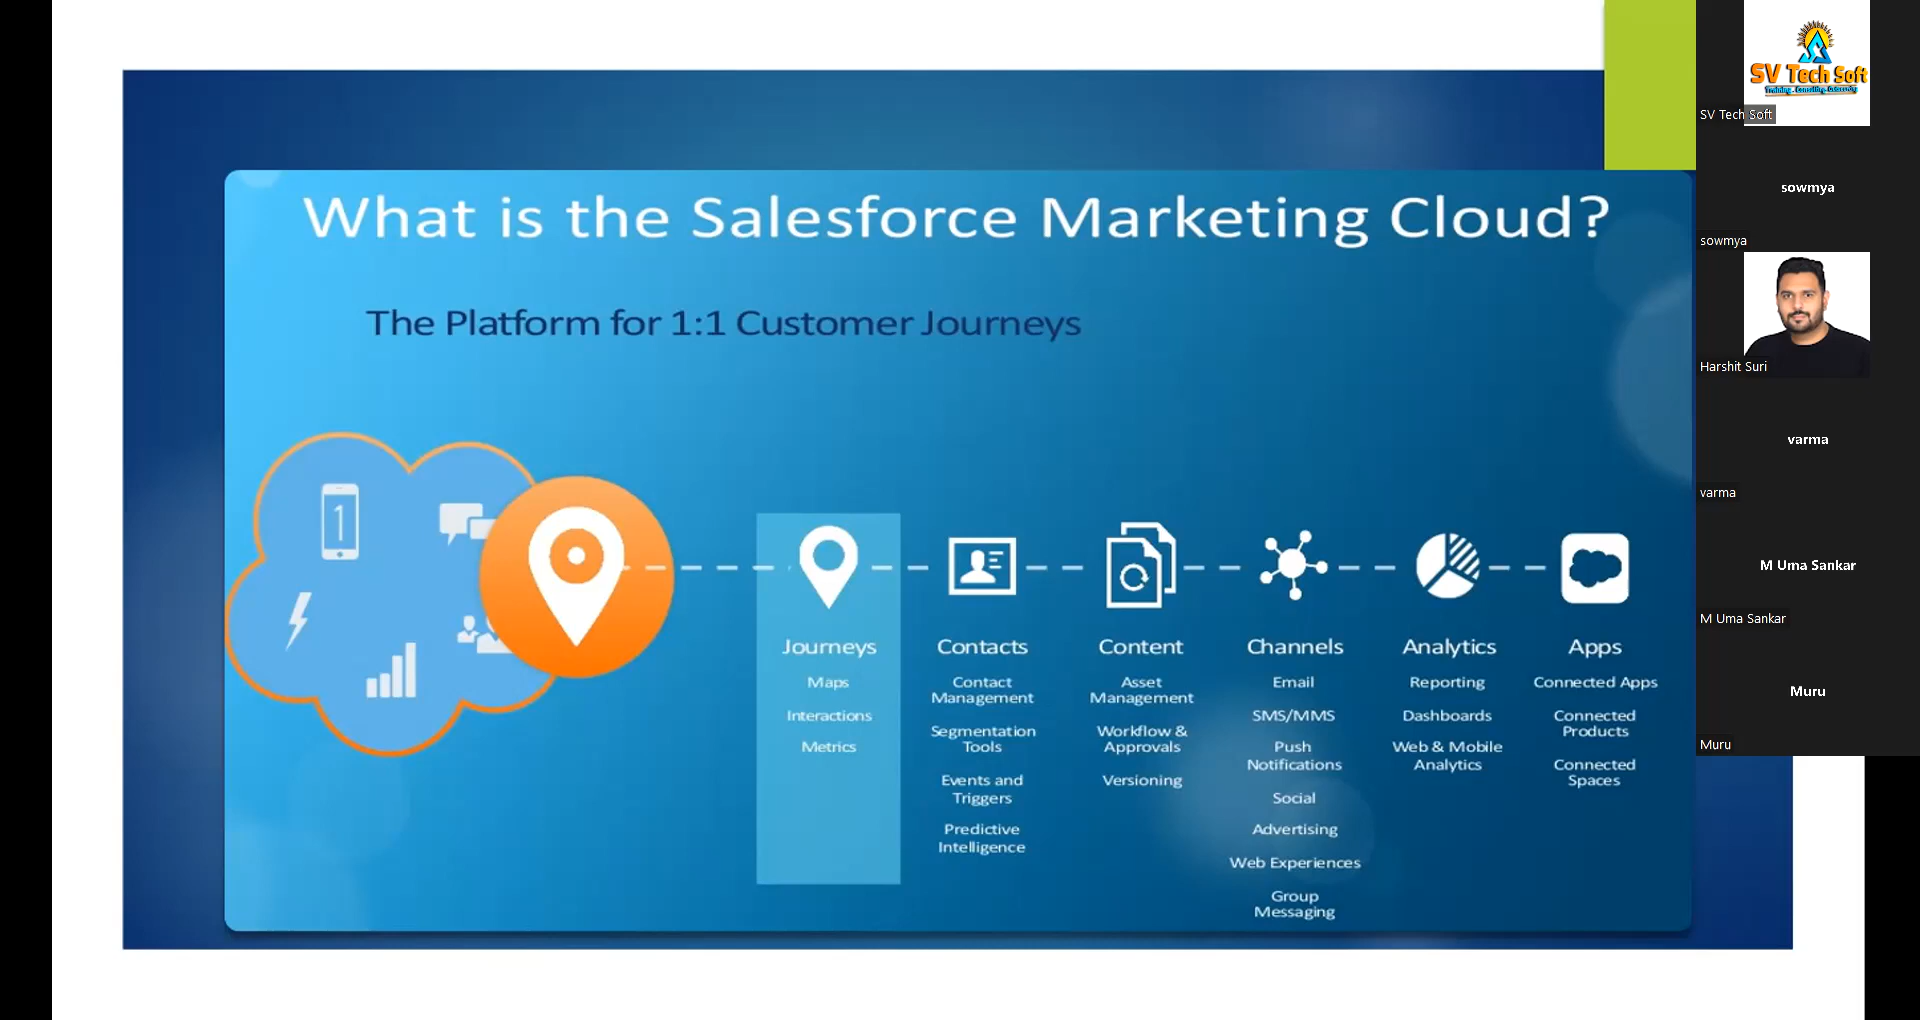 What is the Salesforce Marketing Cloud?
The Platform for 1:1 Customer Journeys
1
Journeys
Maps
Interactions
Metrics
Contacts
Contact
Management
Segmentation
Tools
Events and
Triggers
Predictive
Intelligence
Content
Asset
Management
Workflow &
Approvals
Versioning
Channels
Email
SMS/MMS
Push
Notifications
Social
Advertising
Web Experiences
Group
Messaging
Analytics
Reporting
Dashboards
Web & Mobile
Analytics
Apps
Connected Apps
Connected
Products
Connected
Spaces
SV Tech Soft
Training . Consulting.
SV Tech Soft
sowmya
sowmya
Harshit Suri
varma
varma
M Uma Sankar
M Uma Sankar
Muru
Muru